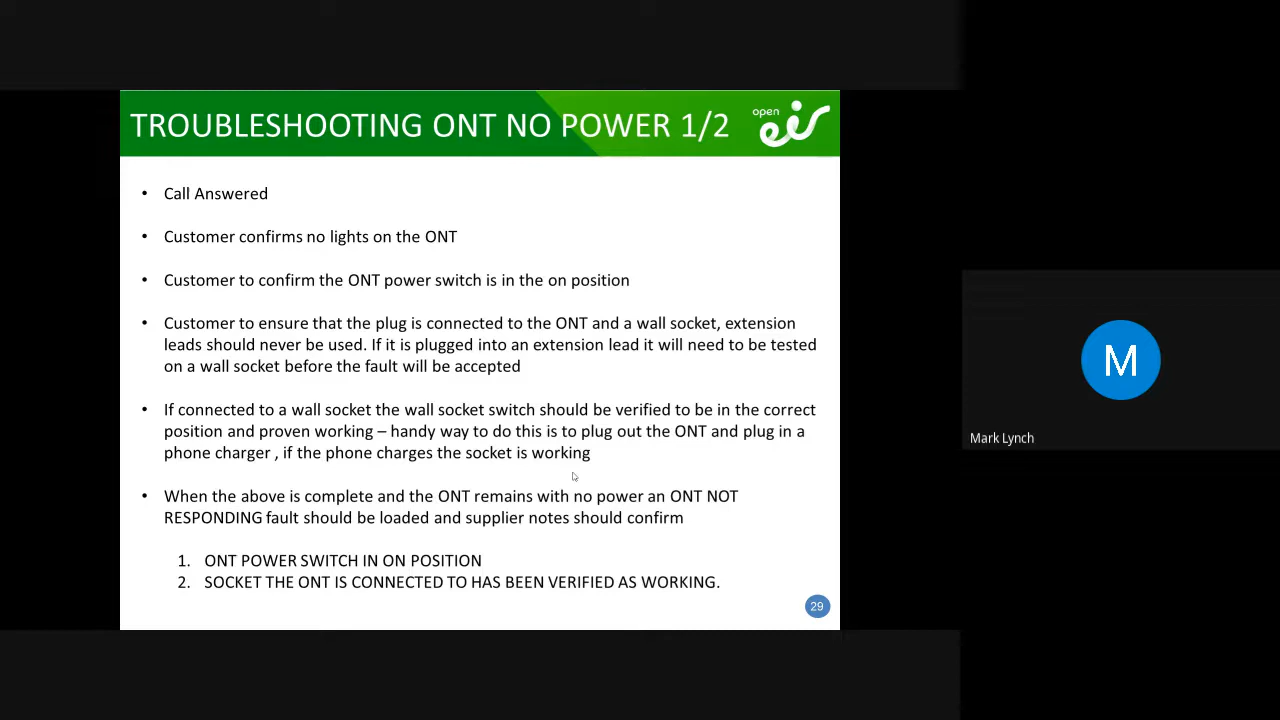 TROUBLESHOOTING ONT NO POWER 1/2
open
eir
• Call Answered
• Customer confirms no lights on the ONT
• Customer to confirm the ONT power switch is in the on position
• Customer to ensure that the plug is connected to the ONT and a wall socket, extension
leads should never be used. If it is plugged into an extension lead it will need to be tested
on a wall socket before the fault will be accepted
• If connected to a wall socket the wall socket switch should be verified to be in the correct
position and proven working – handy way to do this is to plug out the ONT and plug in a
phone charger , if the phone charges the socket is working
• When the above is complete and the ONT remains with no power an ONT NOT
RESPONDING fault should be loaded and supplier notes should confirm
1. ONT POWER SWITCH IN ON POSITION
2. SOCKET THE ONT IS CONNECTED TO HAS BEEN VERIFIED AS WORKING.
29
M
Mark Lynch